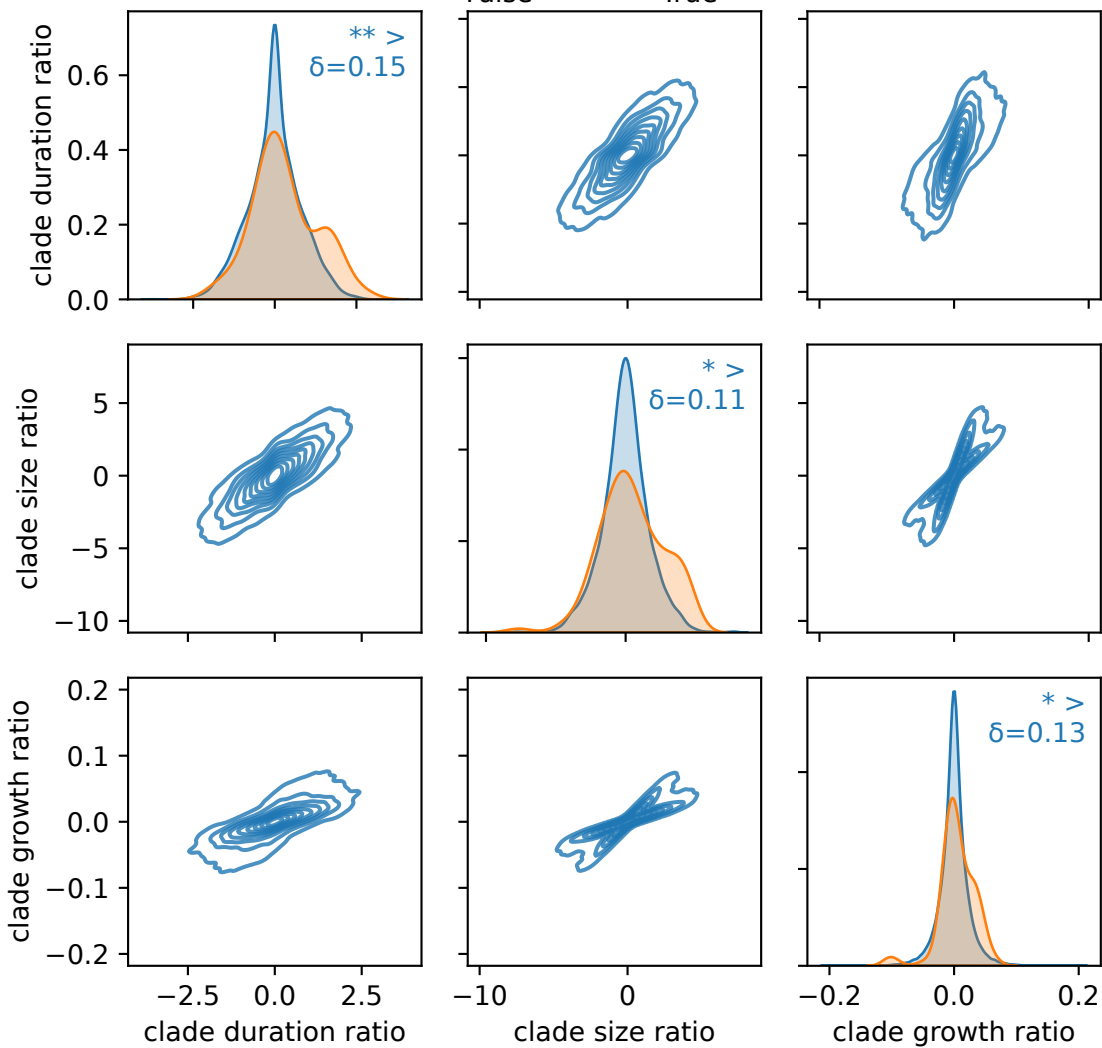 False True
clade duration ratio
0.6
0.4
0.2
0.0
** >
δ=0.15
clade size ratio
5
0
−5
−10
* >
δ=0.11
clade growth ratio
0.2
0.1
0.0
−0.1
−0.2
* >
δ=0.13
−2.5 0.0 2.5
−10 0
−0.2 0.0 0.2
clade duration ratio
clade size ratio
clade growth ratio